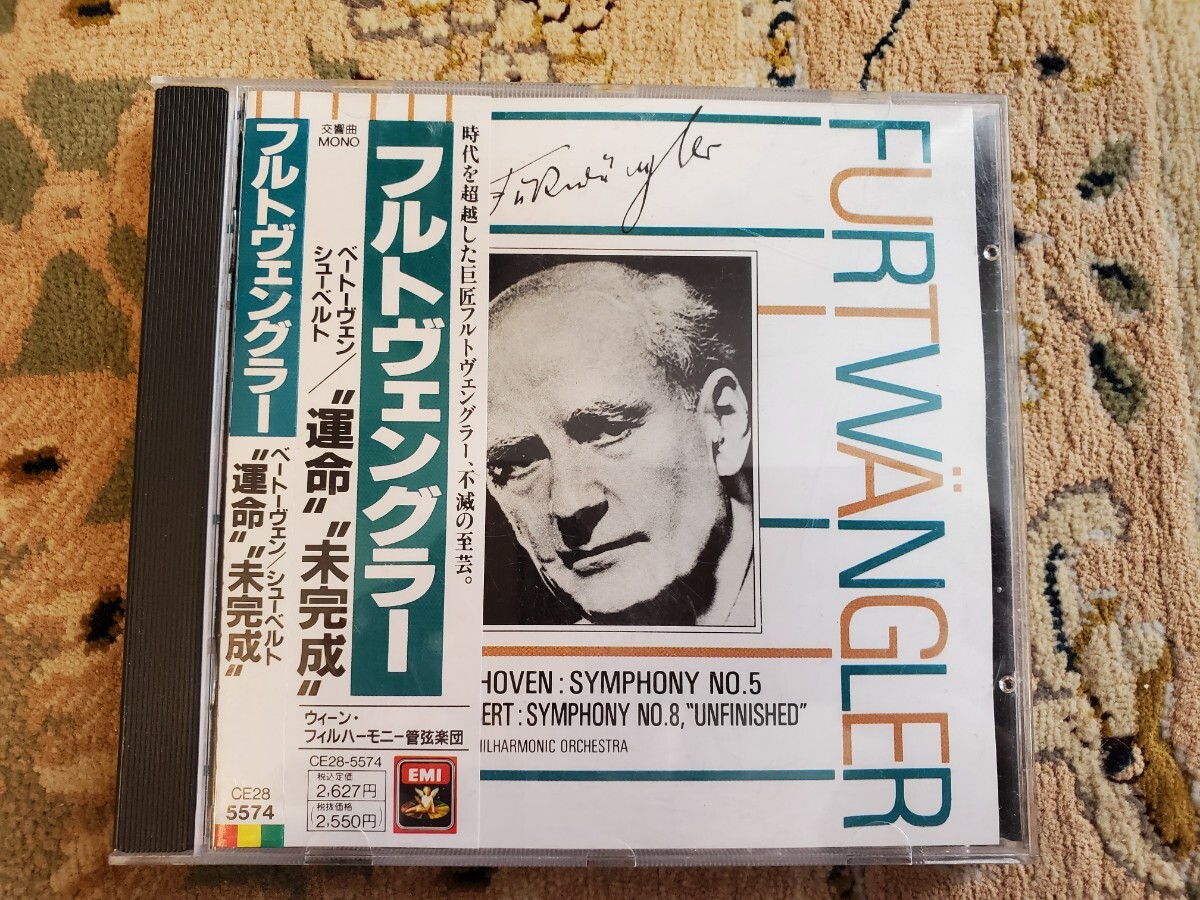 フルトヴェングラー
ベートーヴェン/シューベルト
“運命”“未完成”
CE28
5574
交響曲
MONO
フルトヴェングラー
ベートーヴェン/
シューベルト
“運命”“未完成”
時代を超越した巨匠フルトヴェングラー、不滅の至芸。
ウィーン・
フィルハーモニー管弦楽団
CE28-5574
税込定価
2,627円
(税抜価格
2,550円)
EMI
Furtwängler
FURTWÄNGLER
HOVEN : SYMPHONY NO.5
ERT : SYMPHONY NO.8, “UNFINISHED”
HILHARMONIC ORCHESTRA